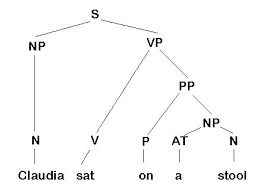 S
NP VP
PP
NP
N V P AT N
Claudia sat on a stool